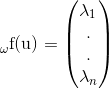 ωf(u) = (λ₁
.
.
λₙ)